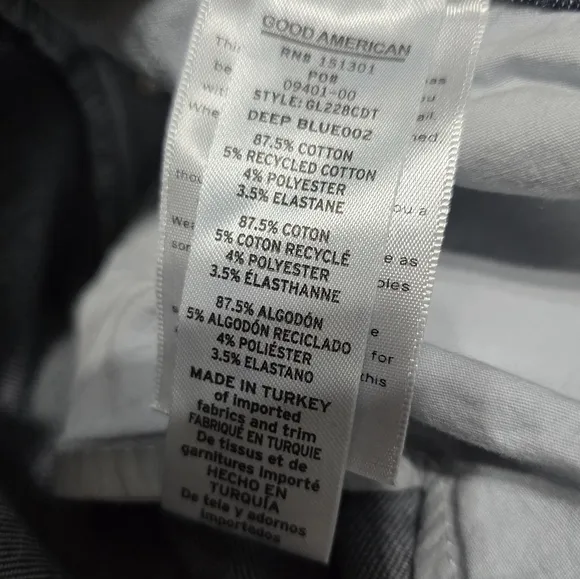 GOOD AMERICAN
RN# 151301
PO#
09401-00
STYLE: GL228CDT
DEEP BLUE002
87.5% COTTON
5% RECYCLED COTTON
4% POLYESTER
3.5% ELASTANE
87.5% COTON
5% COTON RECYCLÉ
4% POLYESTER
3.5% ÉLASTHANNE
87.5% ALGODÓN
5% ALGODÓN RECICLADO
4% POLIÉSTER
3.5% ELASTANO
MADE IN TURKEY
of imported
fabrics and trim
FABRIQUÉ EN TURQUIE
De tissus et de
garnitures importé
HECHO EN
TURQUÍA
De tela y adornos
importados